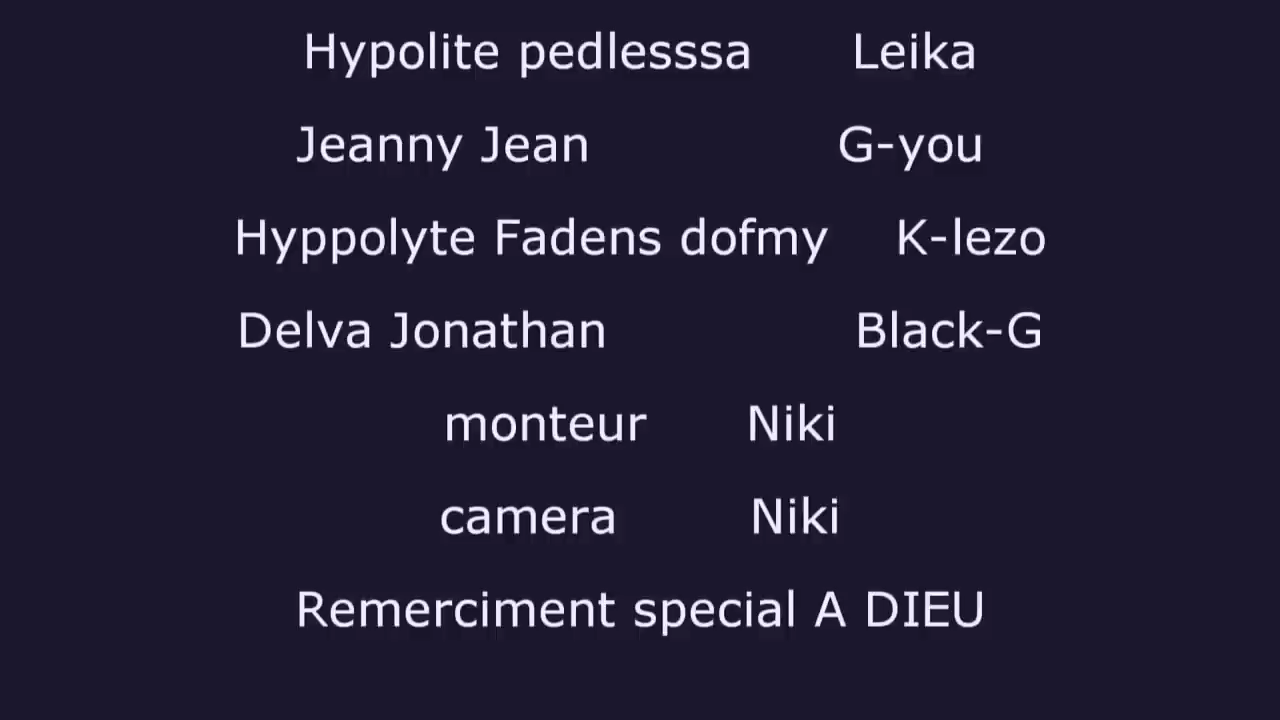 Hypolite pedlesssa Leika
Jeanny Jean G-you
Hyppolyte Fadens dofmy K-lezo
Delva Jonathan Black-G
monteur Niki
camera Niki
Remerciment special A DIEU